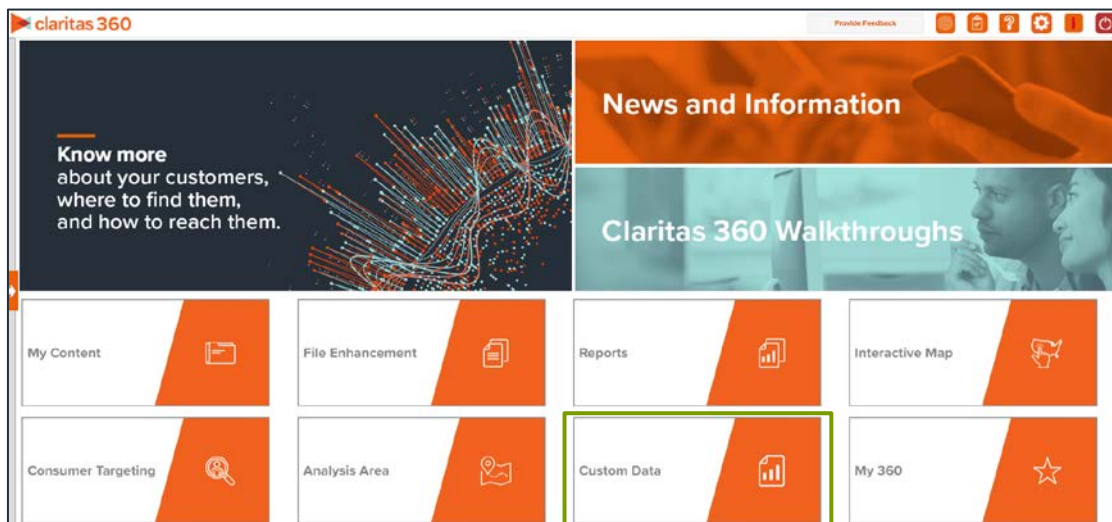 claritas 360
Provide Feedback
Know more
about your customers,
where to find them,
and how to reach them.
News and Information
Claritas 360 Walkthroughs
My Content
File Enhancement
Reports
Interactive Map
Consumer Targeting
Analysis Area
Custom Data
My 360